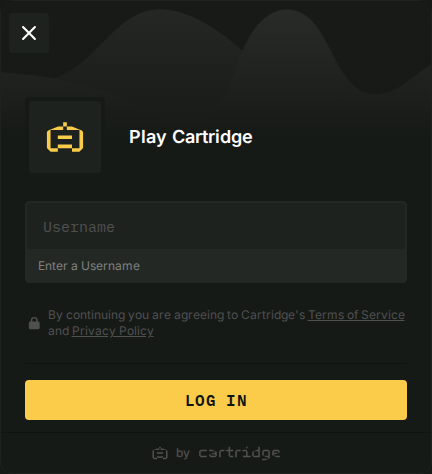 Play Cartridge
Username
Enter a Username
By continuing you are agreeing to Cartridge's Terms of Service
and Privacy Policy
LOG IN
by cartridge